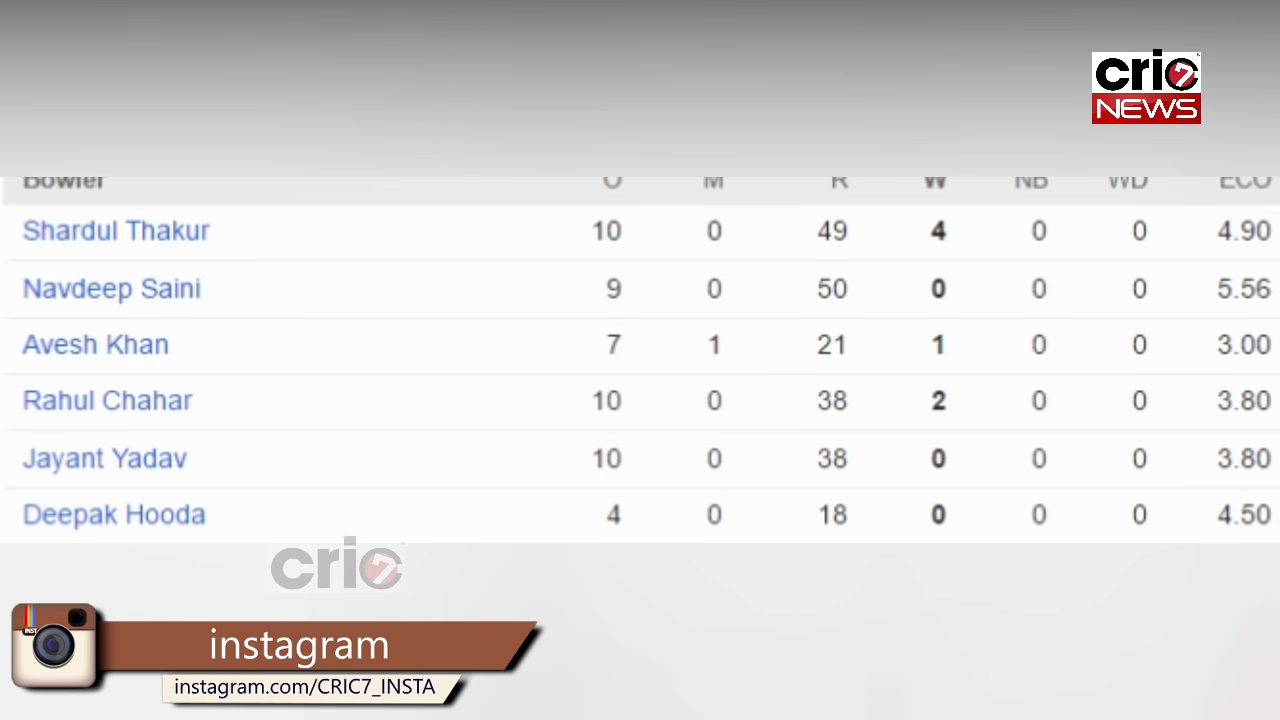 cric7
NEWS
Bowler O M R W NB WD ECO
Shardul Thakur 10 0 49 4 0 0 4.90
Navdeep Saini 9 0 50 0 0 0 5.56
Avesh Khan 7 1 21 1 0 0 3.00
Rahul Chahar 10 0 38 2 0 0 3.80
Jayant Yadav 10 0 38 0 0 0 3.80
Deepak Hooda 4 0 18 0 0 0 4.50
cric7
INST
instagram
instagram.com/CRIC7_INSTA